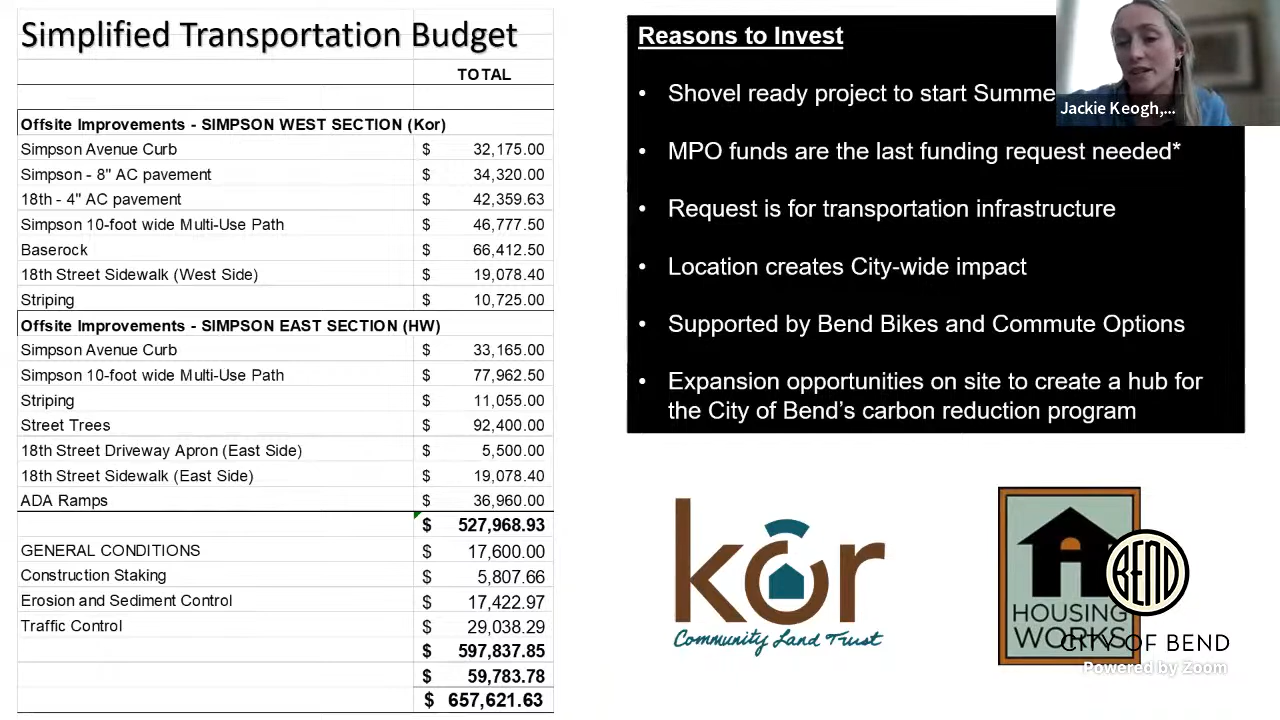 Simplified Transportation Budget
TOTAL
Offsite Improvements - SIMPSON WEST SECTION (Kor)
Simpson Avenue Curb $ 32,175.00
Simpson - 8" AC pavement $ 34,320.00
18th - 4" AC pavement $ 42,359.63
Simpson 10-foot wide Multi-Use Path $ 46,777.50
Baserock $ 66,412.50
18th Street Sidewalk (West Side) $ 19,078.40
Striping $ 10,725.00
Offsite Improvements - SIMPSON EAST SECTION (HW)
Simpson Avenue Curb $ 33,165.00
Simpson 10-foot wide Multi-Use Path $ 77,962.50
Striping $ 11,055.00
Street Trees $ 92,400.00
18th Street Driveway Apron (East Side) $ 5,500.00
18th Street Sidewalk (East Side) $ 19,078.40
ADA Ramps $ 36,960.00
$ 527,968.93
GENERAL CONDITIONS $ 17,600.00
Construction Staking $ 5,807.66
Erosion and Sediment Control $ 17,422.97
Traffic Control $ 29,038.29
$ 597,837.85
$ 59,783.78
$ 657,621.63
Reasons to Invest
• Shovel ready project to start
• MPO funds are the last funding request needed*
• Request is for transportation infrastructure
• Location creates City-wide impact
• Supported by Bend Bikes and Commute Options
• Expansion opportunities on site to create a hub for
the City of Bend's carbon reduction program
Jackie Keogh,...
kôr
Community Land Trust
HOUSING
WORKS
BEND
CITY OF BEND
Powered by Zoom